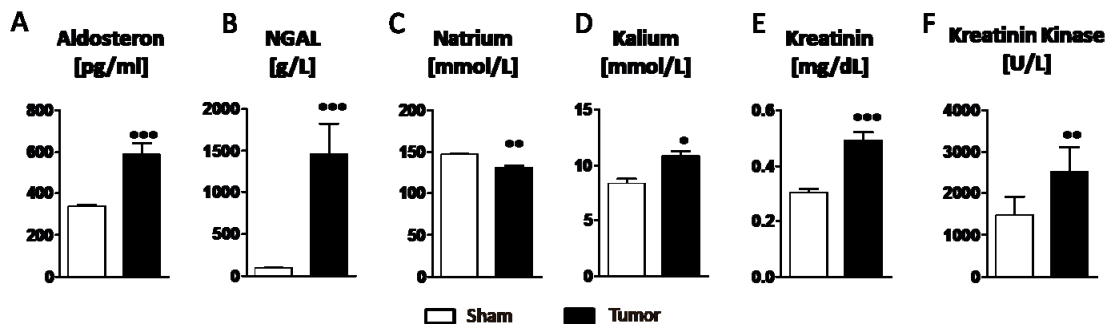 A
Aldosteron
[pg/ml]
800
600
400
200
0
•••
B
NGAL
[g/L]
2000
1500
1000
500
0
•••
C
Natrium
[mmol/L]
200
150
100
50
0
••
D
Kalium
[mmol/L]
15
10
5
0
•
E
Kreatinin
[mg/dL]
0.6
0.4
0.2
0.0
•••
F
Kreatinin Kinase
[U/L]
4000
3000
2000
1000
0
••
Sham
Tumor